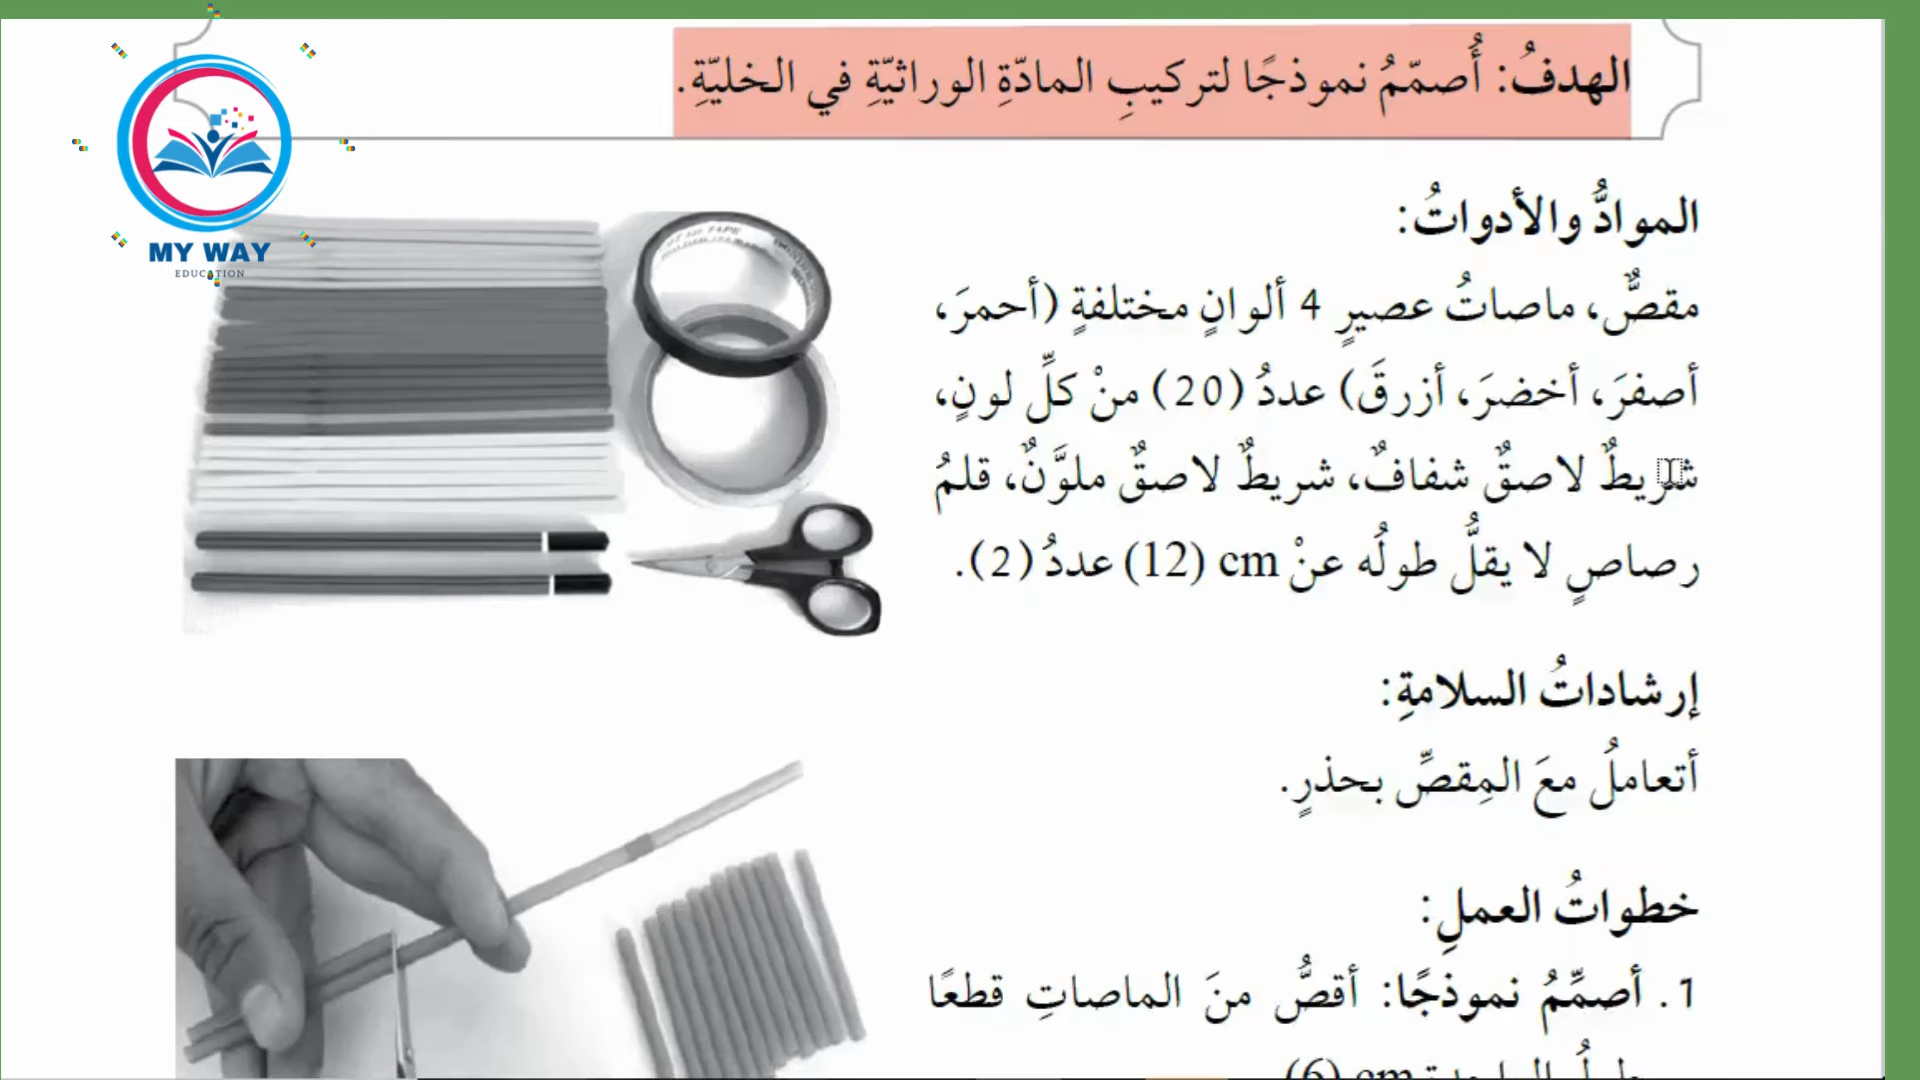 الهدفُ: أُصمّمُ نموذجًا لتركيبِ المادّةِ الوراثيّةِ في الخليّةِ.
MY WAY
EDUCATION
الموادُّ والأدواتُ:
مقصٌّ، ماصاتُ عصيرٍ 4 ألوانٍ مختلفةٍ (أحمرَ،
أصفرَ، أخضرَ، أزرقَ) عددُ (20) منْ كلِّ لونٍ،
شريطٌ لاصقٌ شفافٌ، شريطٌ لاصقٌ ملوَّنٌ، قلمُ
رصاصٍ لا يقلُّ طولُه عنْ cm (12) عددُ (2).
إرشاداتُ السلامةِ:
أتعاملُ معَ المِقصِّ بحذرٍ.
خطواتُ العملِ:
1. أصمِّمُ نموذجًا: أقصُّ منَ الماصاتِ قطعًا
cm (6)